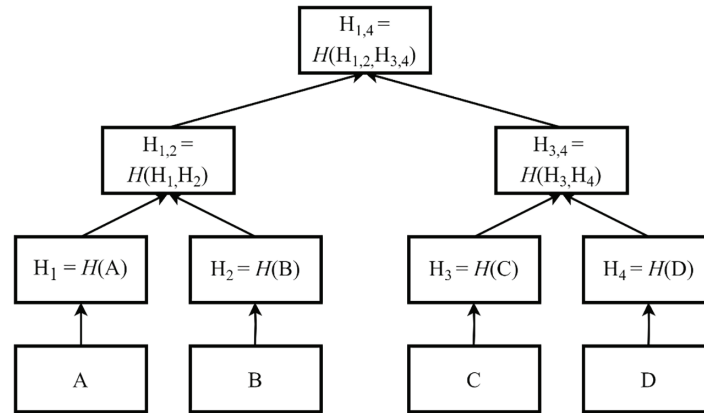 H1,4 =
H(H1,2,H3,4)
H1,2 =
H(H1,H2)
H3,4 =
H(H3,H4)
H1 = H(A)
H2 = H(B)
H3 = H(C)
H4 = H(D)
A
B
C
D